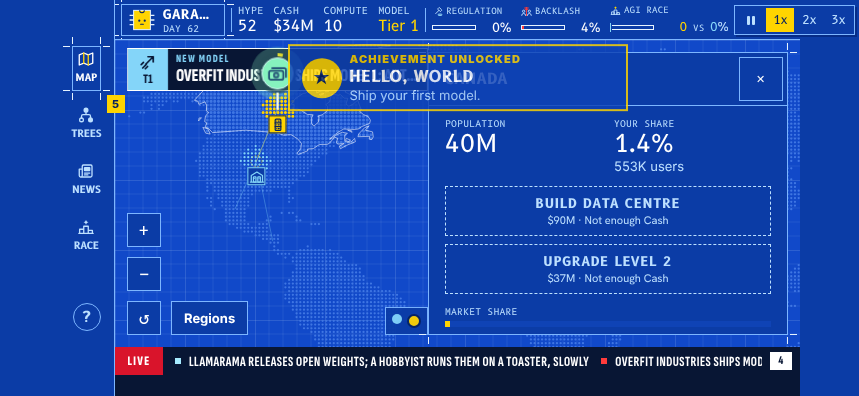 GARA...
DAY 62
HYPE
52
CASH
$34M
COMPUTE
10
MODEL
Tier 1
REGULATION
0%
BACKLASH
4%
AGI RACE
0 vs 0%
1x
2x
3x
MAP
5
TREES
NEWS
RACE
?
T1
NEW MODEL
OVERFIT INDUS
ACHIEVEMENT UNLOCKED
HELLO, WORLD
Ship your first model.
×
POPULATION
40M
YOUR SHARE
1.4%
553K users
BUILD DATA CENTRE
$90M · Not enough Cash
UPGRADE LEVEL 2
$37M · Not enough Cash
MARKET SHARE
+
−
↺
Regions
LIVE
LLAMARAMA RELEASES OPEN WEIGHTS; A HOBBYIST RUNS THEM ON A TOASTER, SLOWLY
OVERFIT INDUSTRIES SHIPS MOD
4